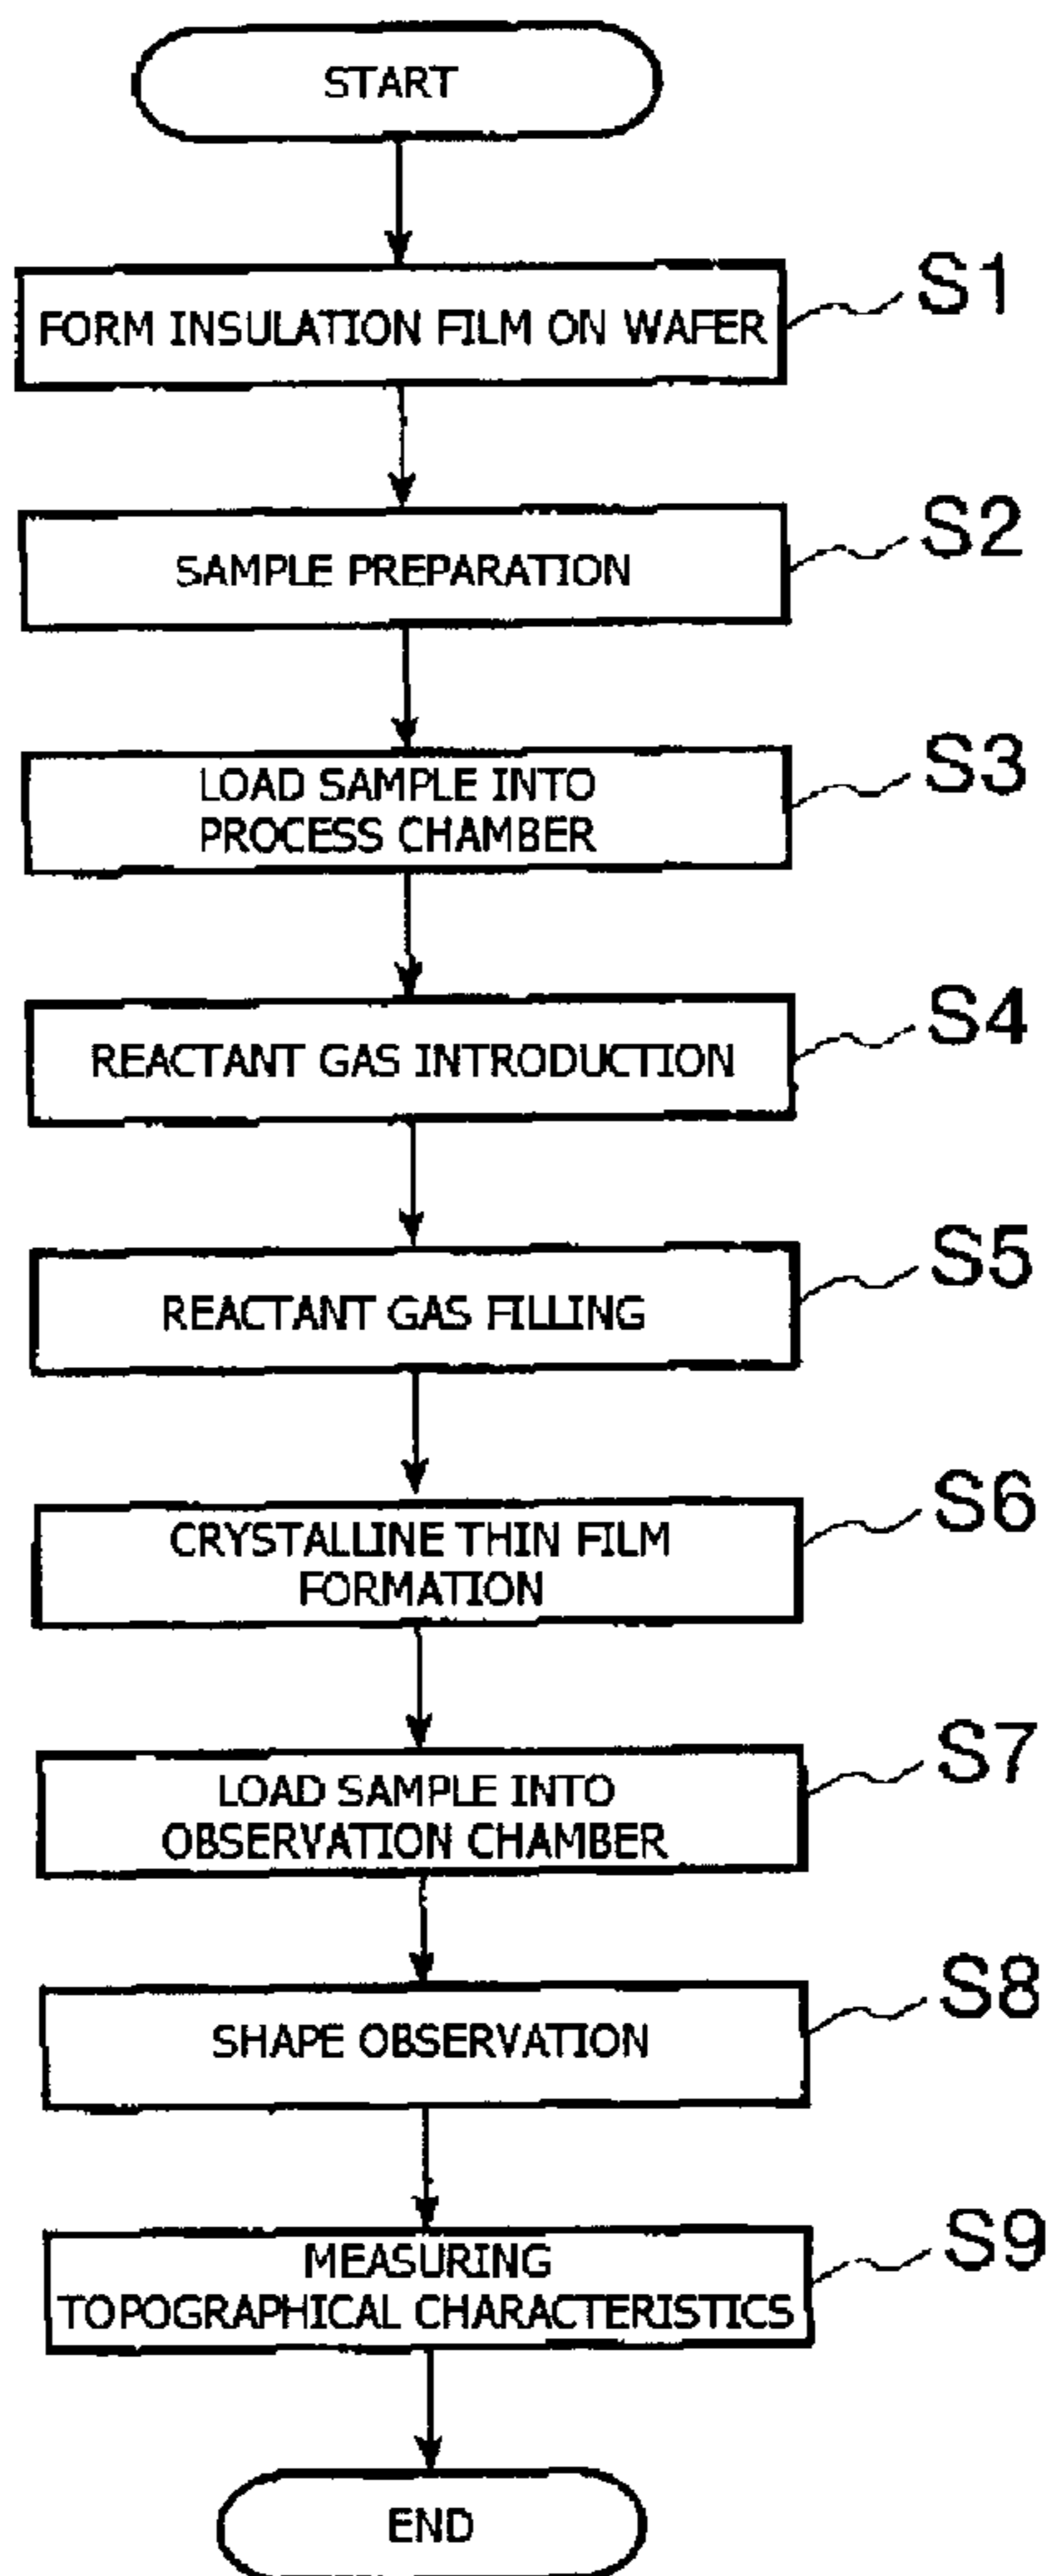 START
FORM INSULATION FILM ON WAFER
S1
SAMPLE PREPARATION
S2
LOAD SAMPLE INTO
PROCESS CHAMBER
S3
REACTANT GAS INTRODUCTION
S4
REACTANT GAS FILLING
S5
CRYSTALLINE THIN FILM
FORMATION
S6
LOAD SAMPLE INTO
OBSERVATION CHAMBER
S7
SHAPE OBSERVATION
S8
MEASURING
TOPOGRAPHICAL CHARACTERISTICS
S9
END